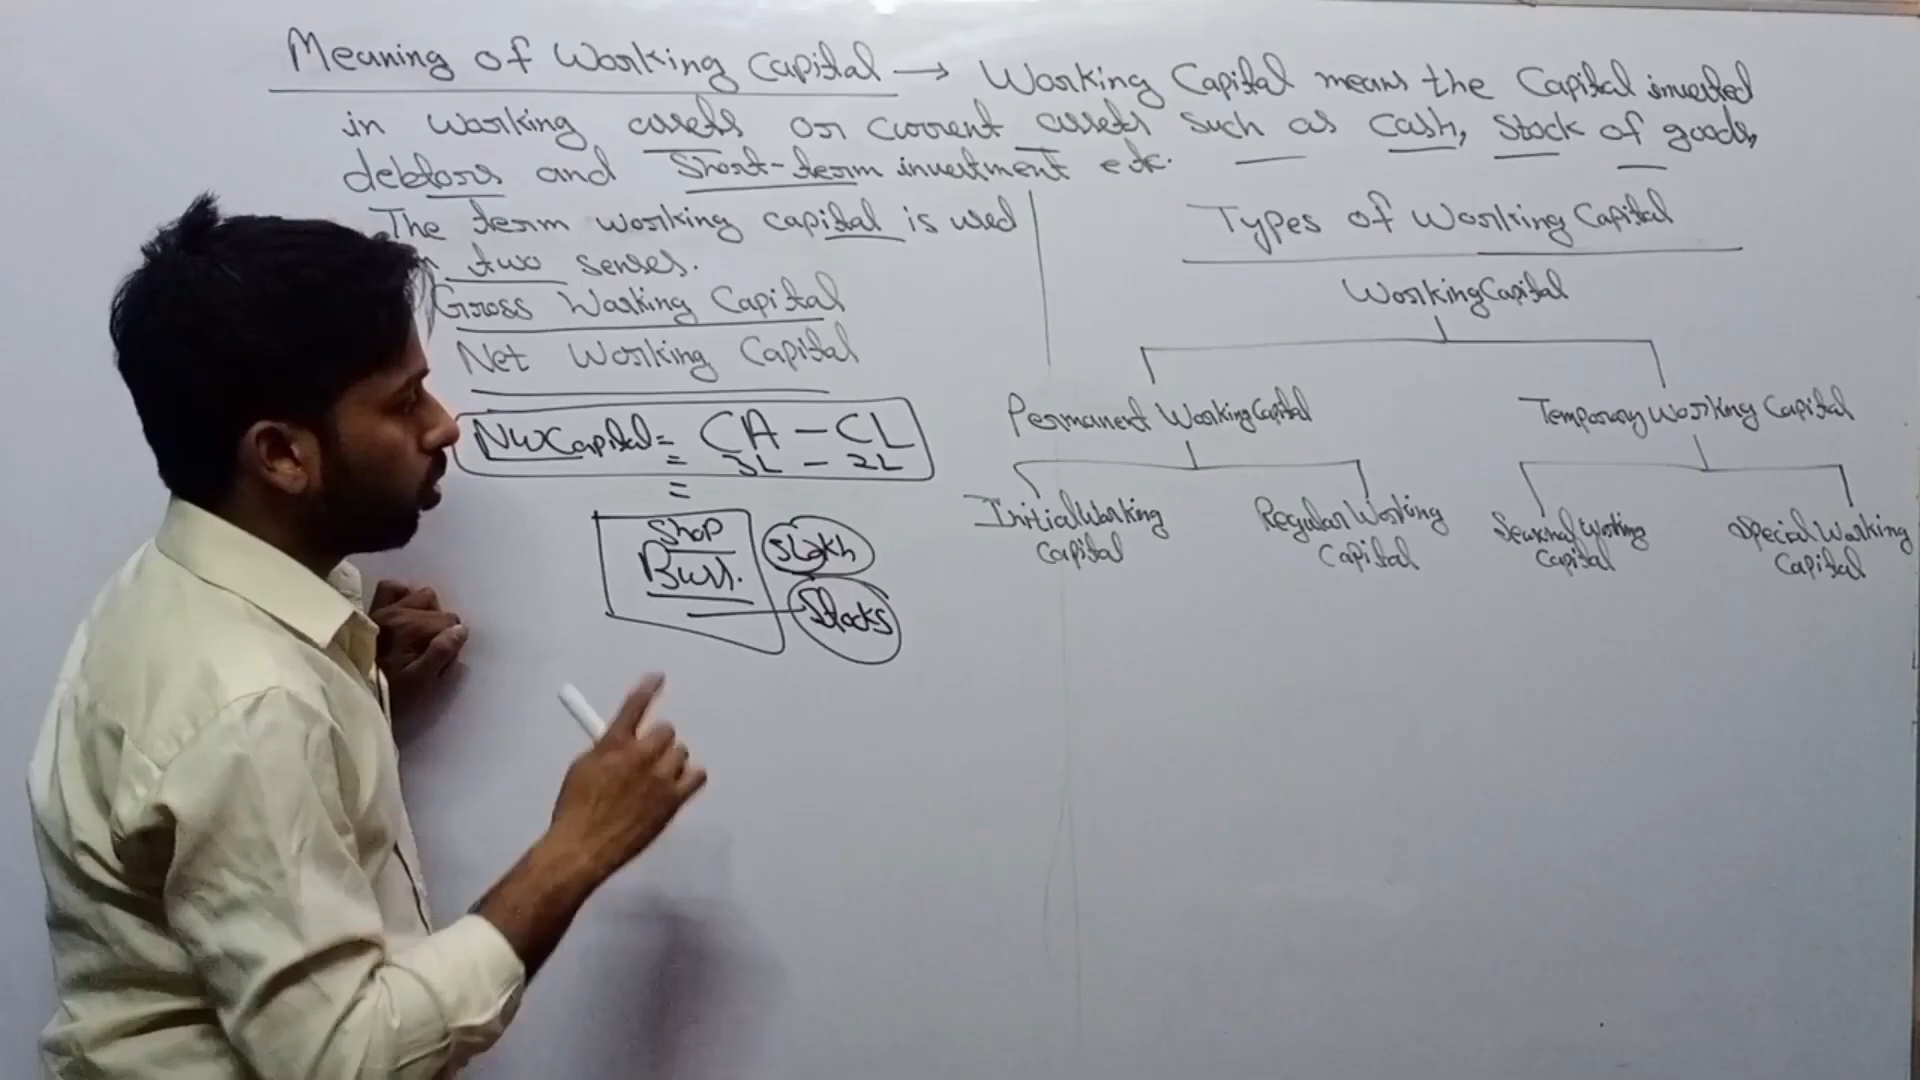 Meaning of Working Capital → Working Capital means the Capital invested
in working assets or current assets such as Cash, Stock of goods,
debtors and Short-term investment etc.
The term working capital is used
two senses.
Gross Working Capital
Net Working Capital
NWCapital = CA - CL
= 3L - 2L
=
Shop
Buss.
5Lakh
Stocks
Types of Working Capital
Working Capital
Permanent Working Capital
Temporary Working Capital
Initial Working
Capital
Regular Working
Capital
Seasonal Working
Capital
Special Working
Capital